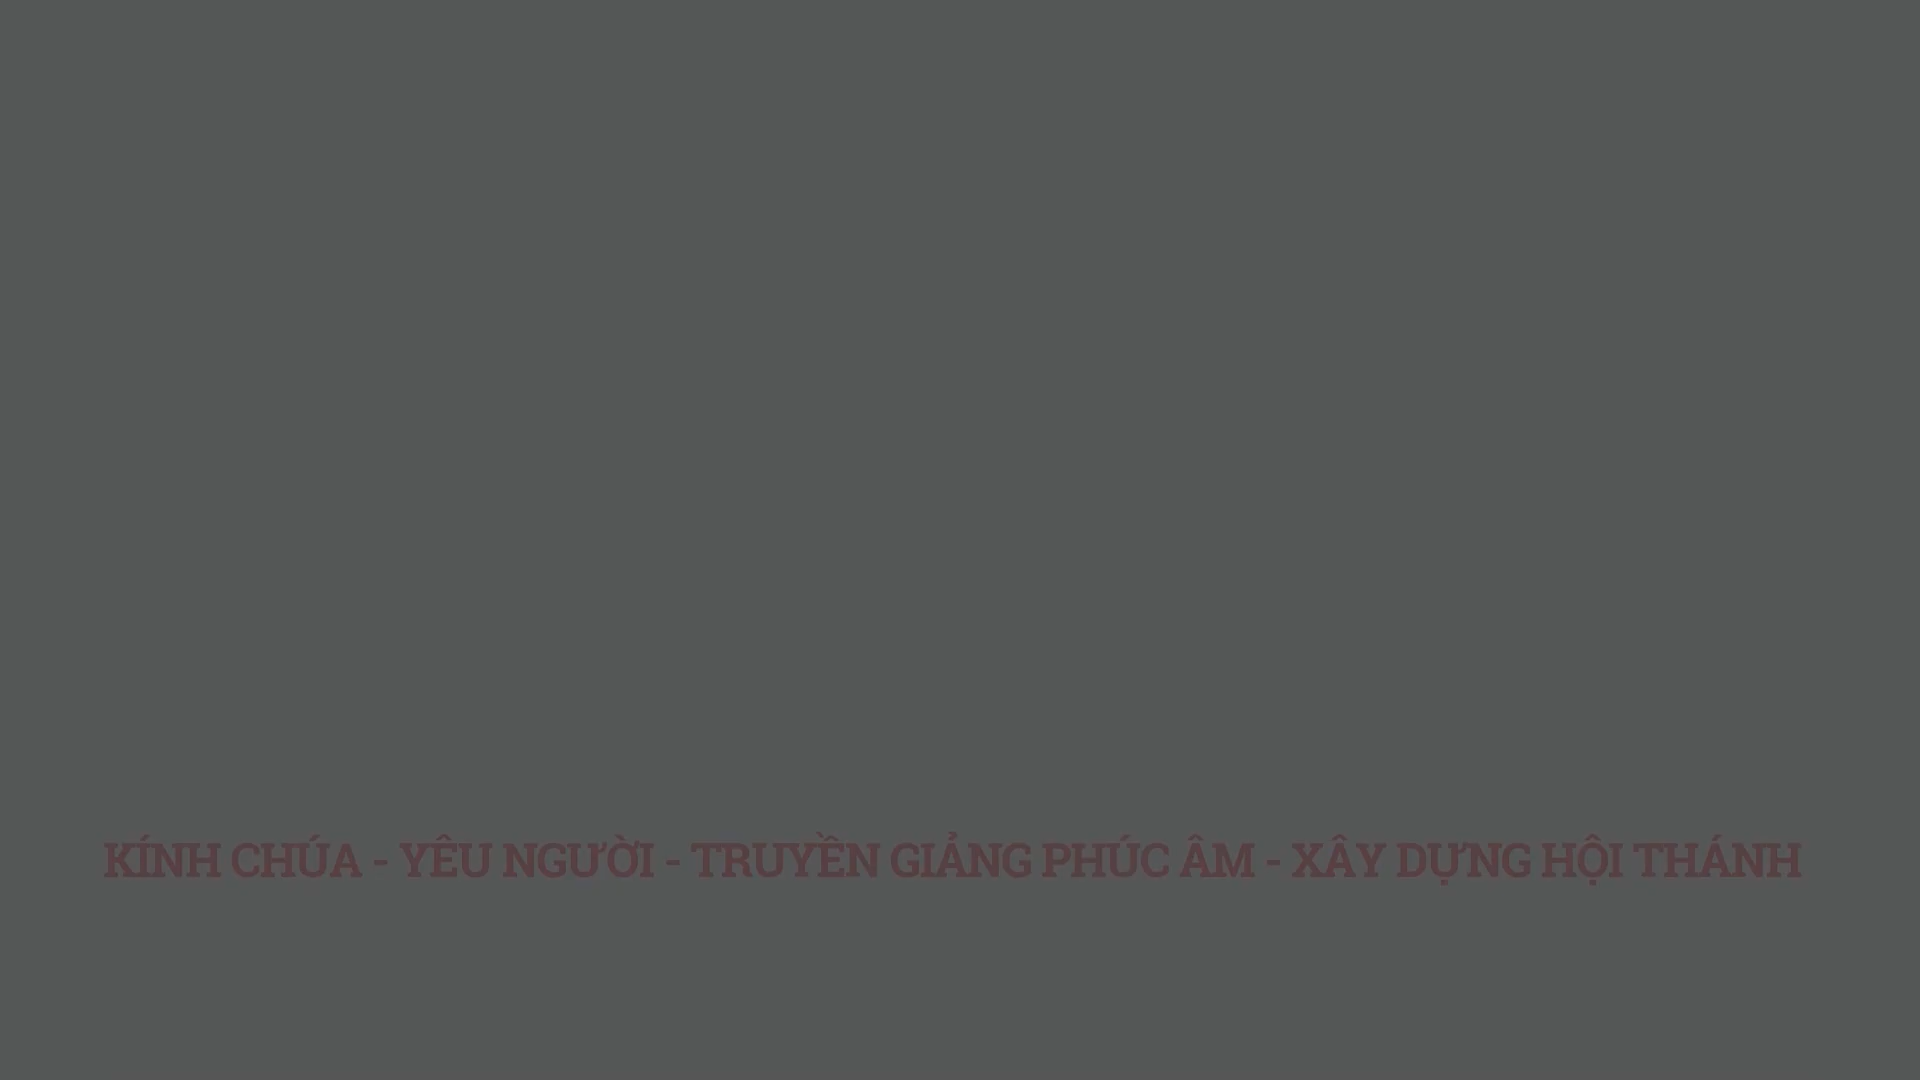 KÍNH CHÚA - YÊU NGƯỜI - TRUYỀN GIẢNG PHÚC ÂM - XÂY DỰNG HỘI THÁNH